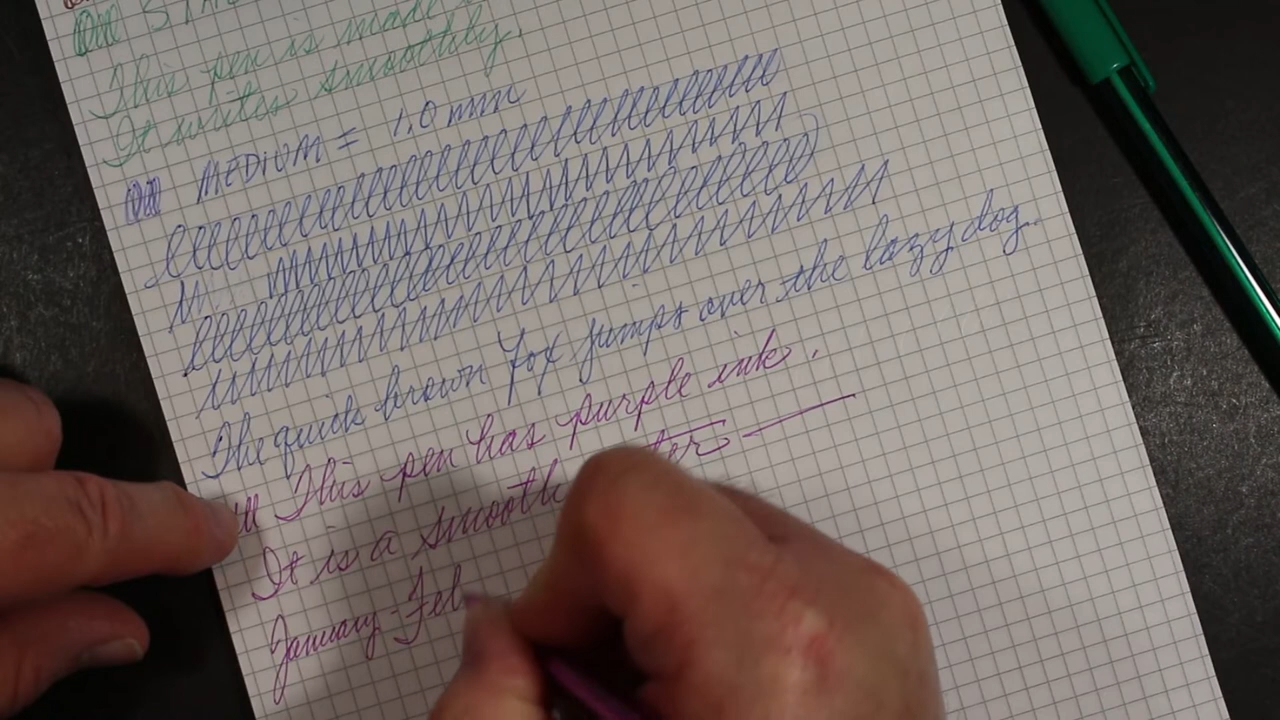 This pen is made
It writes smoothly.
MEDIUM = 1.0 mm
The quick brown fox jumps over the lazy dog.
This pen has purple ink.
It is a smooth
January-Feb